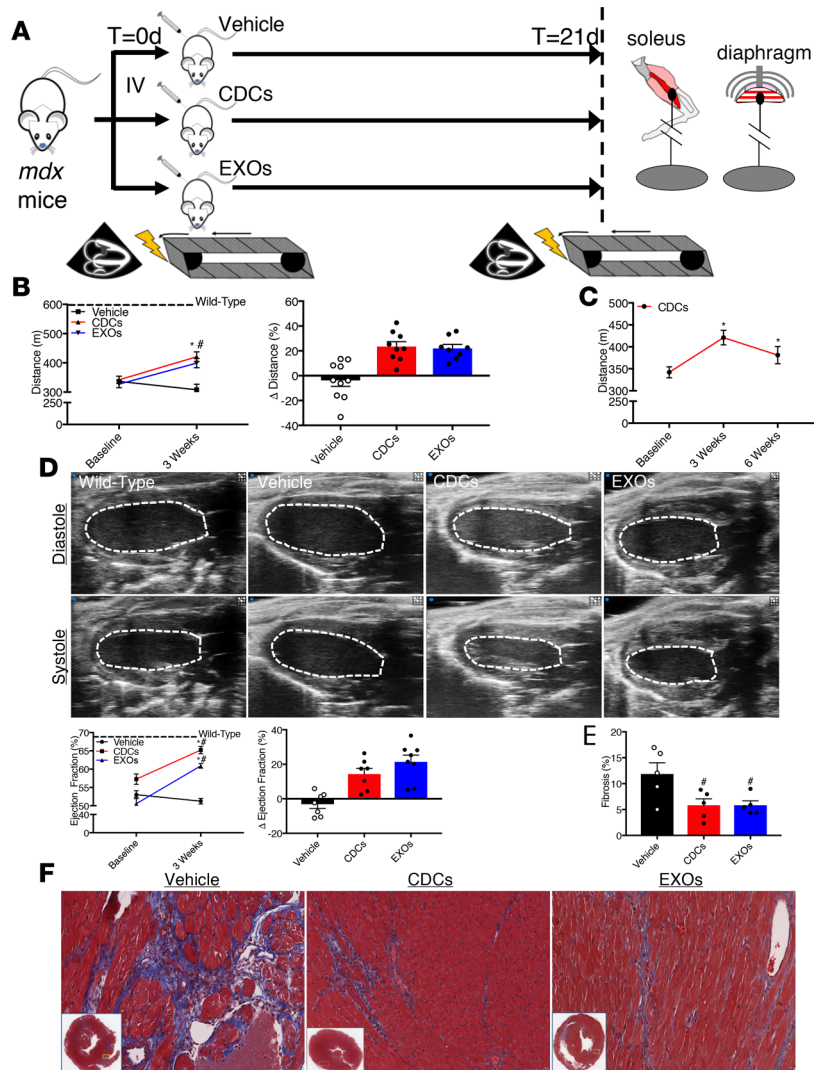 A
T=0d
Vehicle
T=21d
soleus
diaphragm
IV
CDCs
mdx
mice
EXOs
B
Wild-Type
Vehicle
CDCs
EXOs
* #
Distance (m)
600
500
400
300
250
0
Baseline
3 Weeks
Δ Distance (%)
60
40
20
0
-20
-40
Vehicle
CDCs
EXOs
C
CDCs
Distance (m)
500
450
400
350
250
0
*
*
Baseline
3 Weeks
6 Weeks
D
Wild-Type
Vehicle
CDCs
EXOs
Diastole
Systole
Wild-Type
Vehicle
CDCs
EXOs
*#
*#
Ejection Fraction (%)
70
65
60
55
50
40
0
Baseline
3 Weeks
Δ Ejection Fraction (%)
40
20
0
-20
Vehicle
CDCs
EXOs
E
Fibrosis (%)
20
15
10
5
0
#
#
Vehicle
CDCs
EXOs
F
Vehicle
CDCs
EXOs